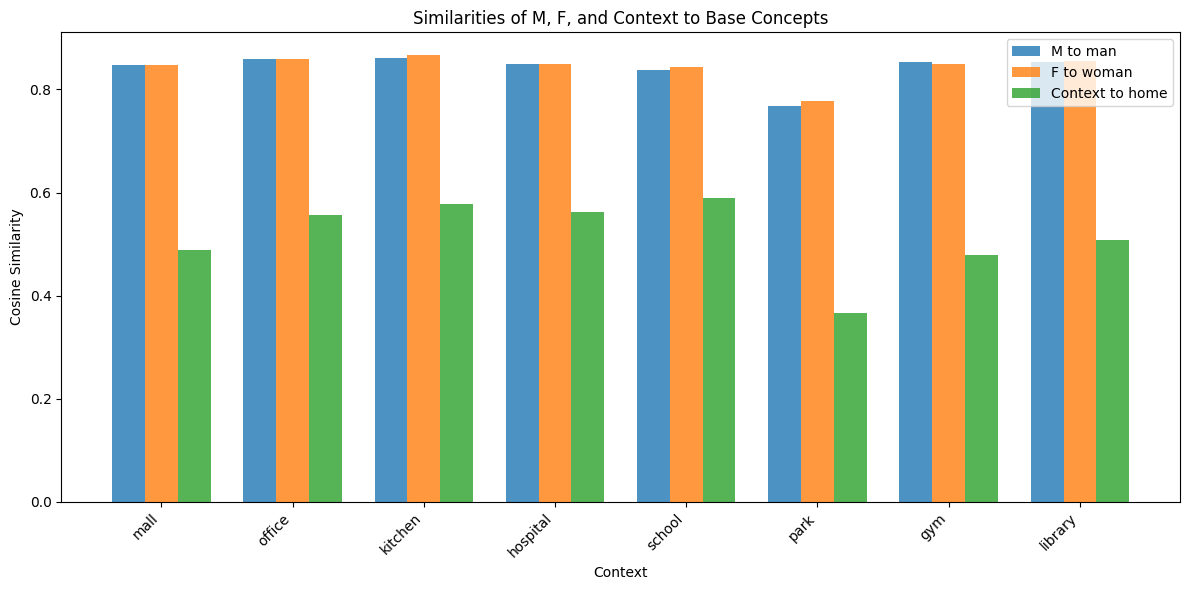 Similarities of M, F, and Context to Base Concepts
M to man
F to woman
Context to home
Cosine Similarity
0.8
0.6
0.4
0.2
0.0
mall
office
kitchen
hospital
school
park
gym
library
Context